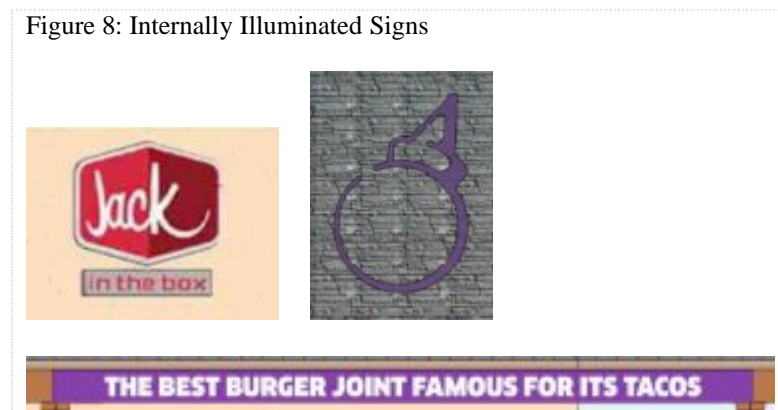 Figure 8: Internally Illuminated Signs
Jack
in the box
THE BEST BURGER JOINT FAMOUS FOR ITS TACOS